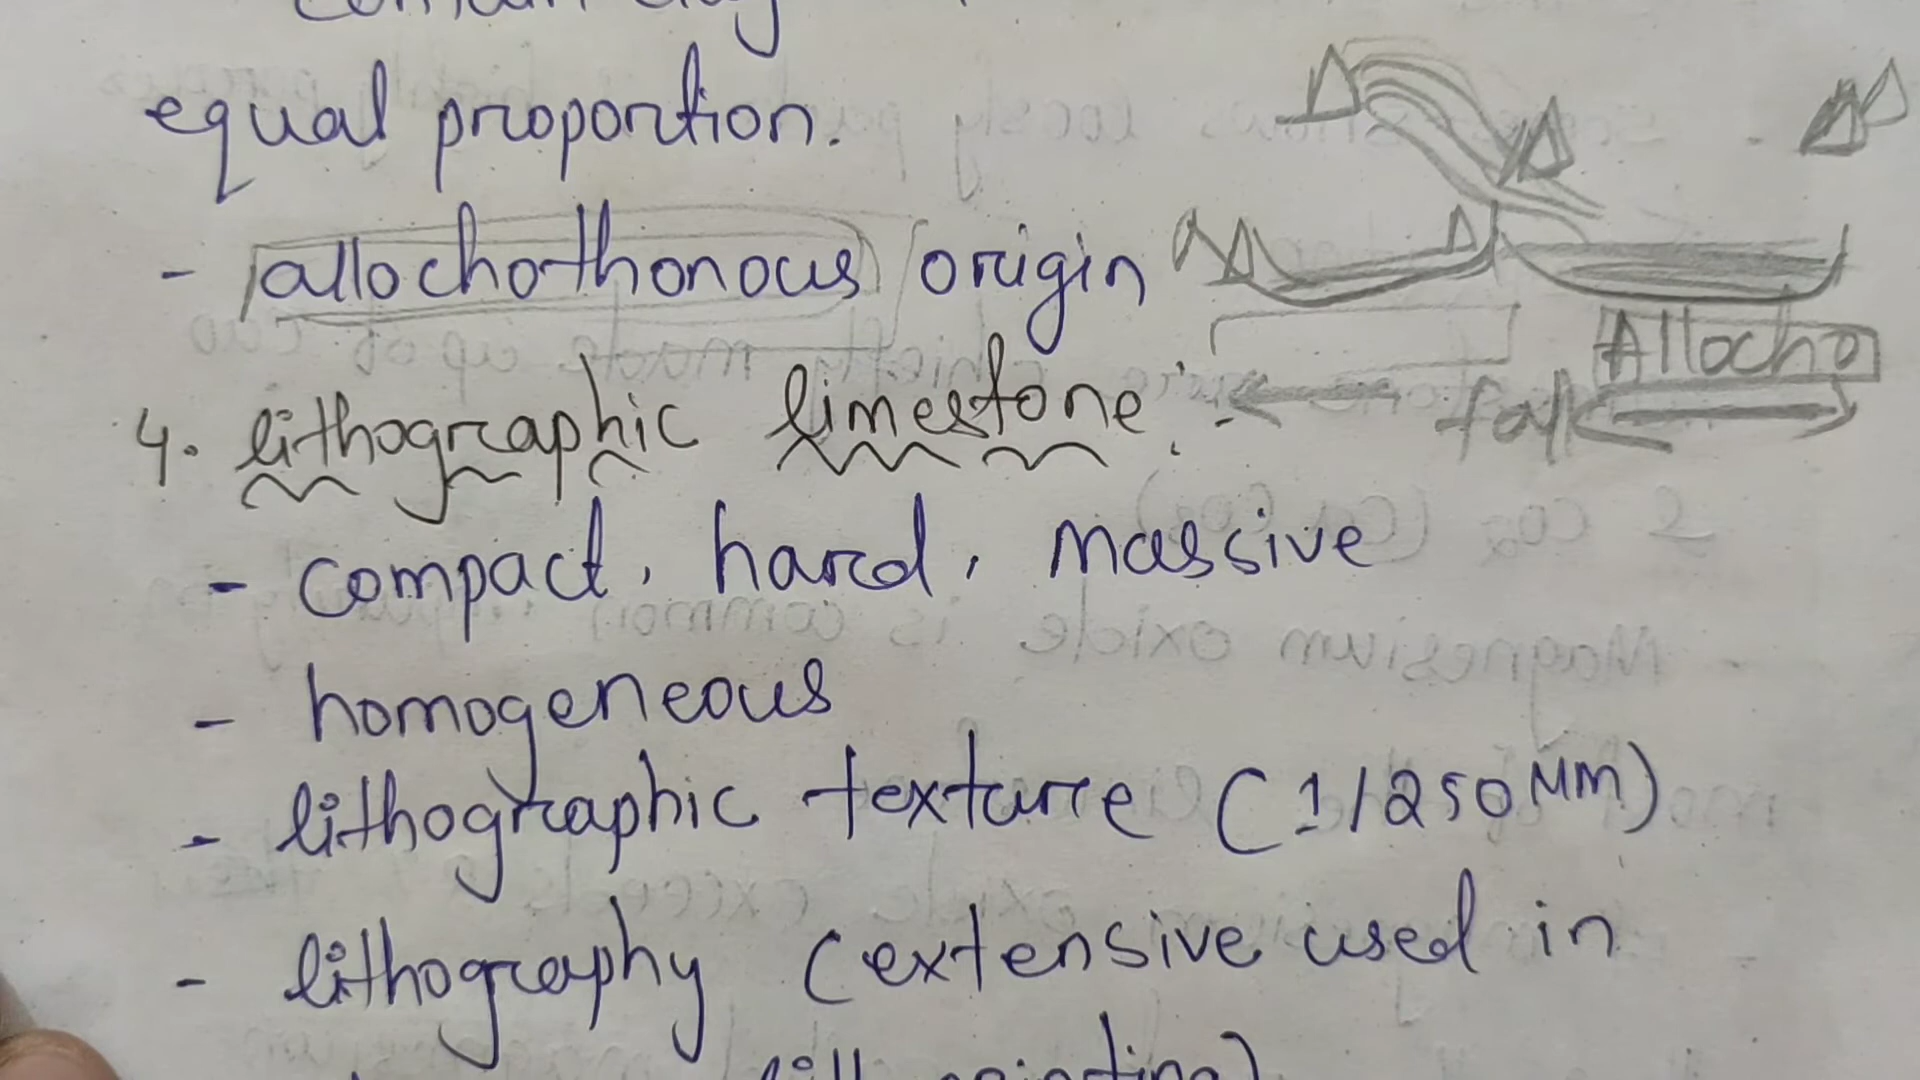 equal proportion.
- allochothonous origin
Allocho
4. lithographic limestone :-
fall
- compact, hard, massive
- homogeneous
- lithographic texture (1/250 MM)
- lithography (extensive used in
printing)